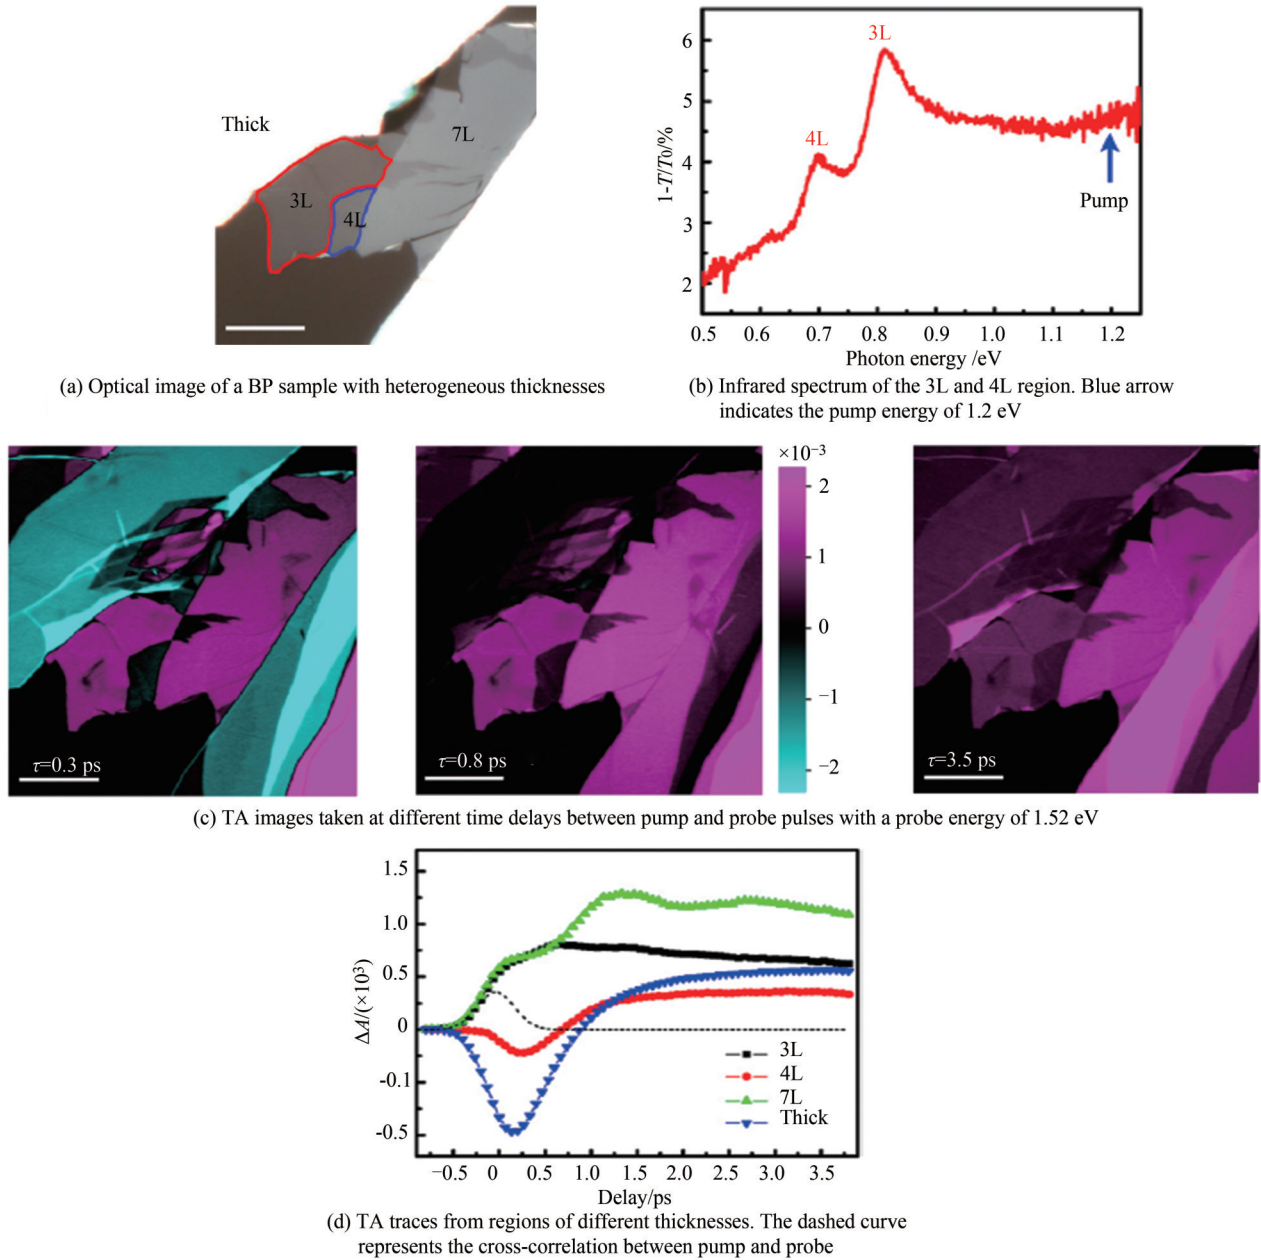 Thick
7L
3L
4L
(a) Optical image of a BP sample with heterogeneous thicknesses
6
5
4
3
2
1-T/T₀/%
3L
4L
Pump
0.5 0.6 0.7 0.8 0.9 1.0 1.1 1.2
Photon energy /eV
(b) Infrared spectrum of the 3L and 4L region. Blue arrow
indicates the pump energy of 1.2 eV
τ=0.3 ps
τ=0.8 ps
×10⁻³
2
1
0
−1
−2
τ=3.5 ps
(c) TA images taken at different time delays between pump and probe pulses with a probe energy of 1.52 eV
1.5
1.0
0.5
0
-0.1
-0.5
ΔA/(×10³)
3L
4L
7L
Thick
−0.5 0 0.5 1.0 1.5 2.0 2.5 3.0 3.5
Delay/ps
(d) TA traces from regions of different thicknesses. The dashed curve
represents the cross-correlation between pump and probe